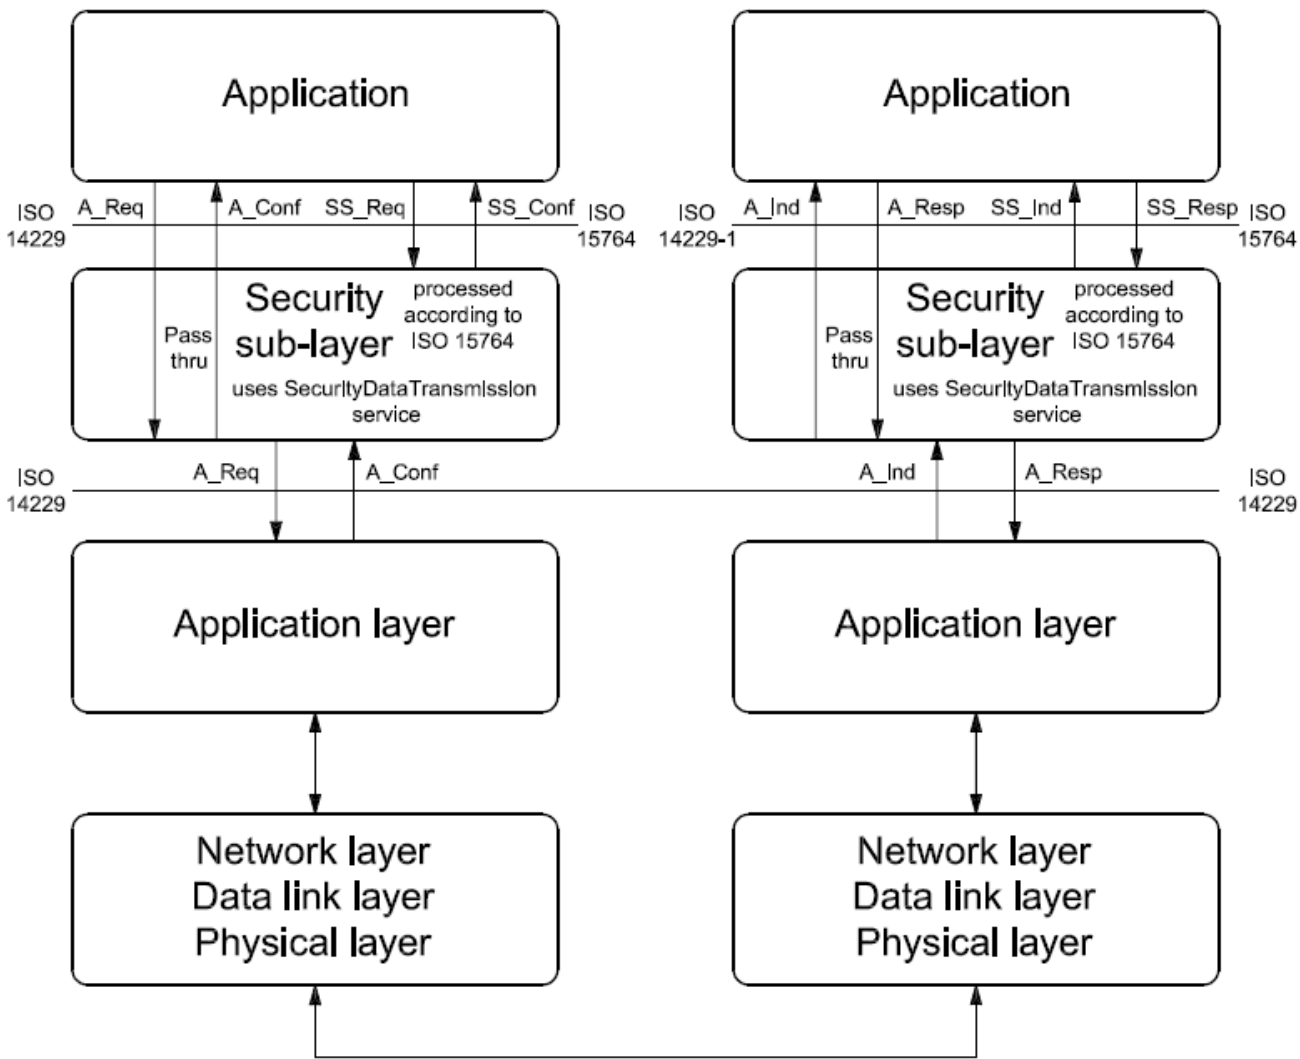 Application
Application
ISO
14229
A_Req
A_Conf
SS_Req
SS_Conf
ISO
15764
ISO
14229-1
A_Ind
A_Resp
SS_Ind
SS_Resp
ISO
15764
Pass
thru
Security
sub-layer
processed
according to
ISO 15764
uses SecurityDataTransmission
service
Pass
thru
Security
sub-layer
processed
according to
ISO 15764
uses SecurityDataTransmission
service
ISO
14229
A_Req
A_Conf
A_Ind
A_Resp
ISO
14229
Application layer
Application layer
Network layer
Data link layer
Physical layer
Network layer
Data link layer
Physical layer